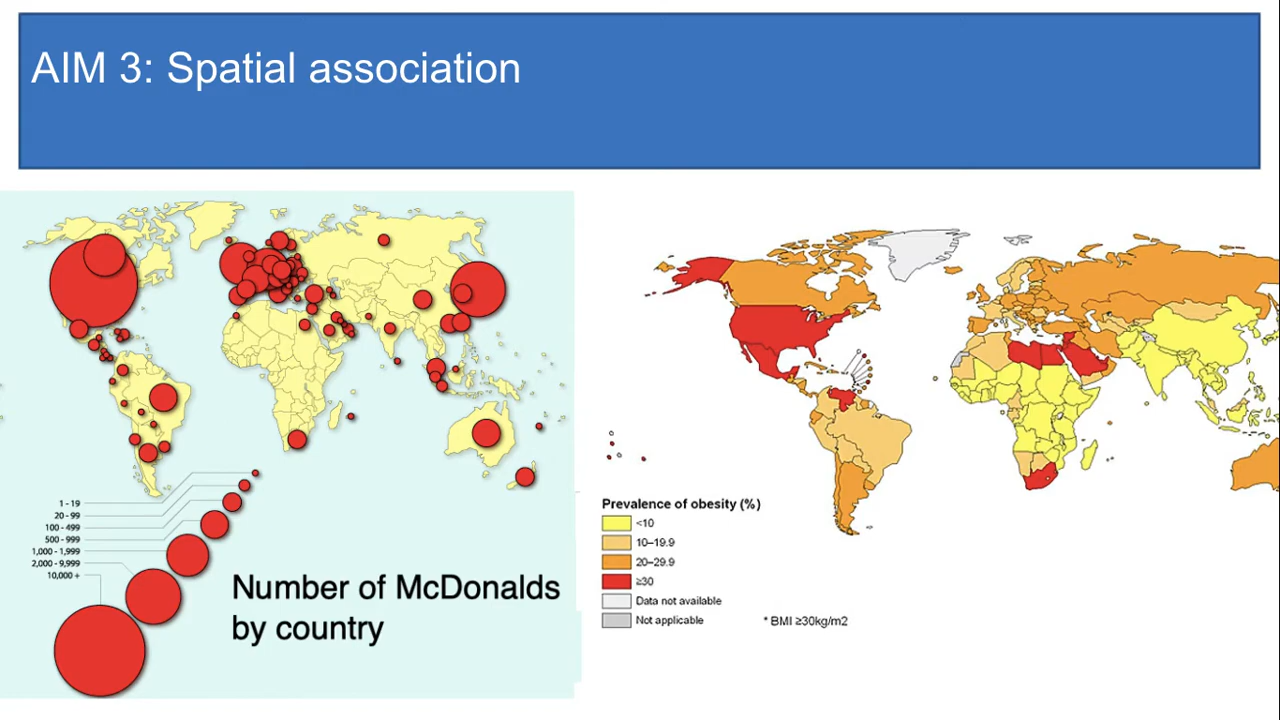 AIM 3: Spatial association
1 - 19
20 - 99
100 - 499
500 - 999
1,000 - 1,999
2,000 - 9,999
10,000 +
Number of McDonalds
by country
Prevalence of obesity (%)
<10
10–19.9
20–29.9
≥30
Data not available
Not applicable
* BMI ≥30kg/m2